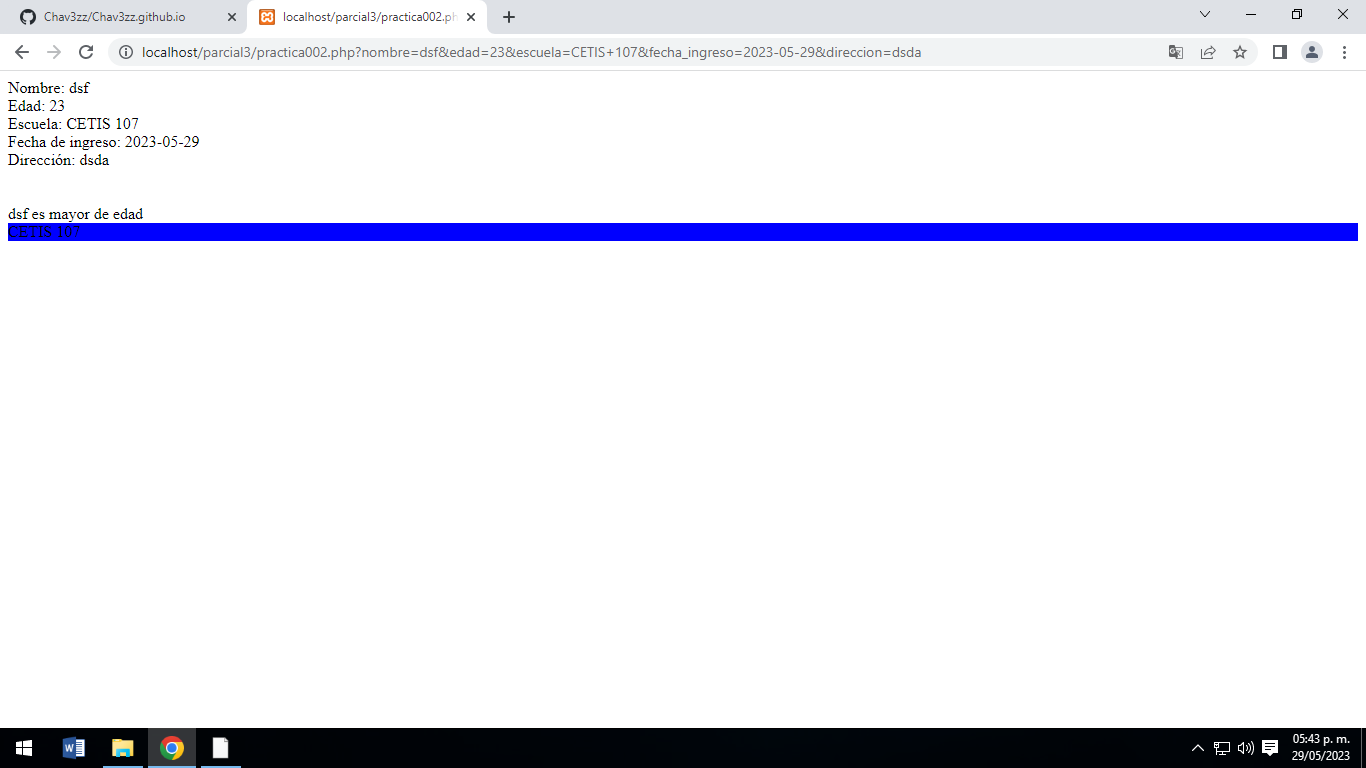 Chav3zz/Chav3zz.github.io
localhost/parcial3/practica002.ph
localhost/parcial3/practica002.php?nombre=dsf&edad=23&escuela=CETIS+107&fecha_ingreso=2023-05-29&direccion=dsda
Nombre: dsf
Edad: 23
Escuela: CETIS 107
Fecha de ingreso: 2023-05-29
Dirección: dsda
dsf es mayor de edad
CETIS 107
05:43 p. m.
29/05/2023